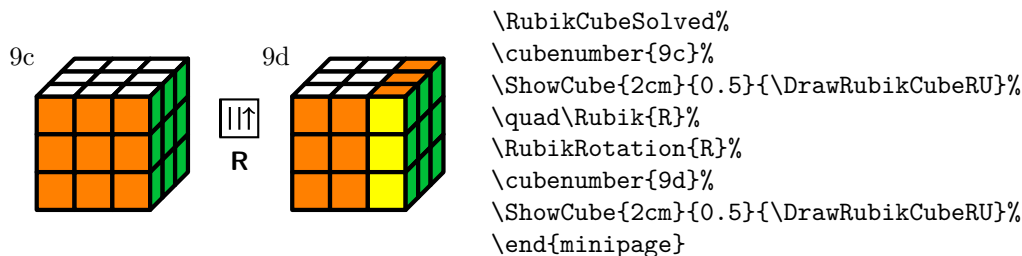 9c
9d
R
\RubikCubeSolved%
\cubenumber{9c}%
\ShowCube{2cm}{0.5}{\DrawRubikCubeRU}%
\quad\Rubik{R}%
\RubikRotation{R}%
\cubenumber{9d}%
\ShowCube{2cm}{0.5}{\DrawRubikCubeRU}%
\end{minipage}